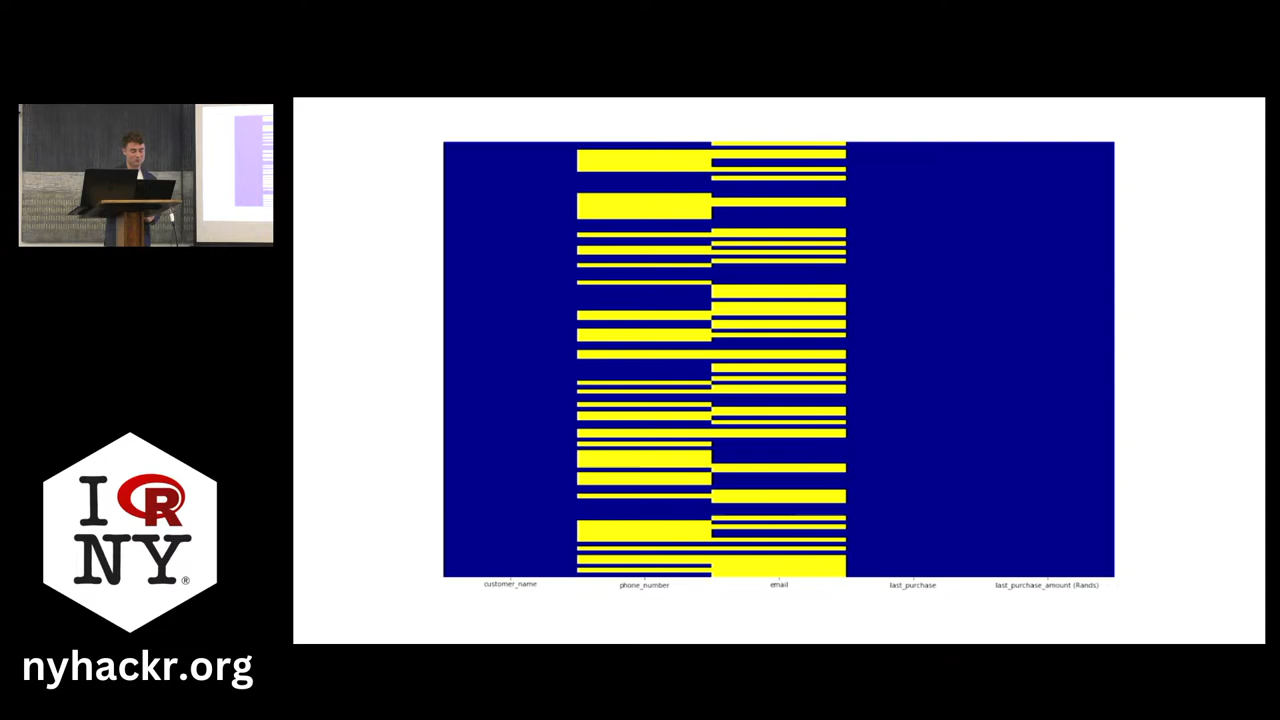 customer_name
phone_number
email
last_purchase
last_purchase_amount (Rands)
I R
NY®
nyhackr.org